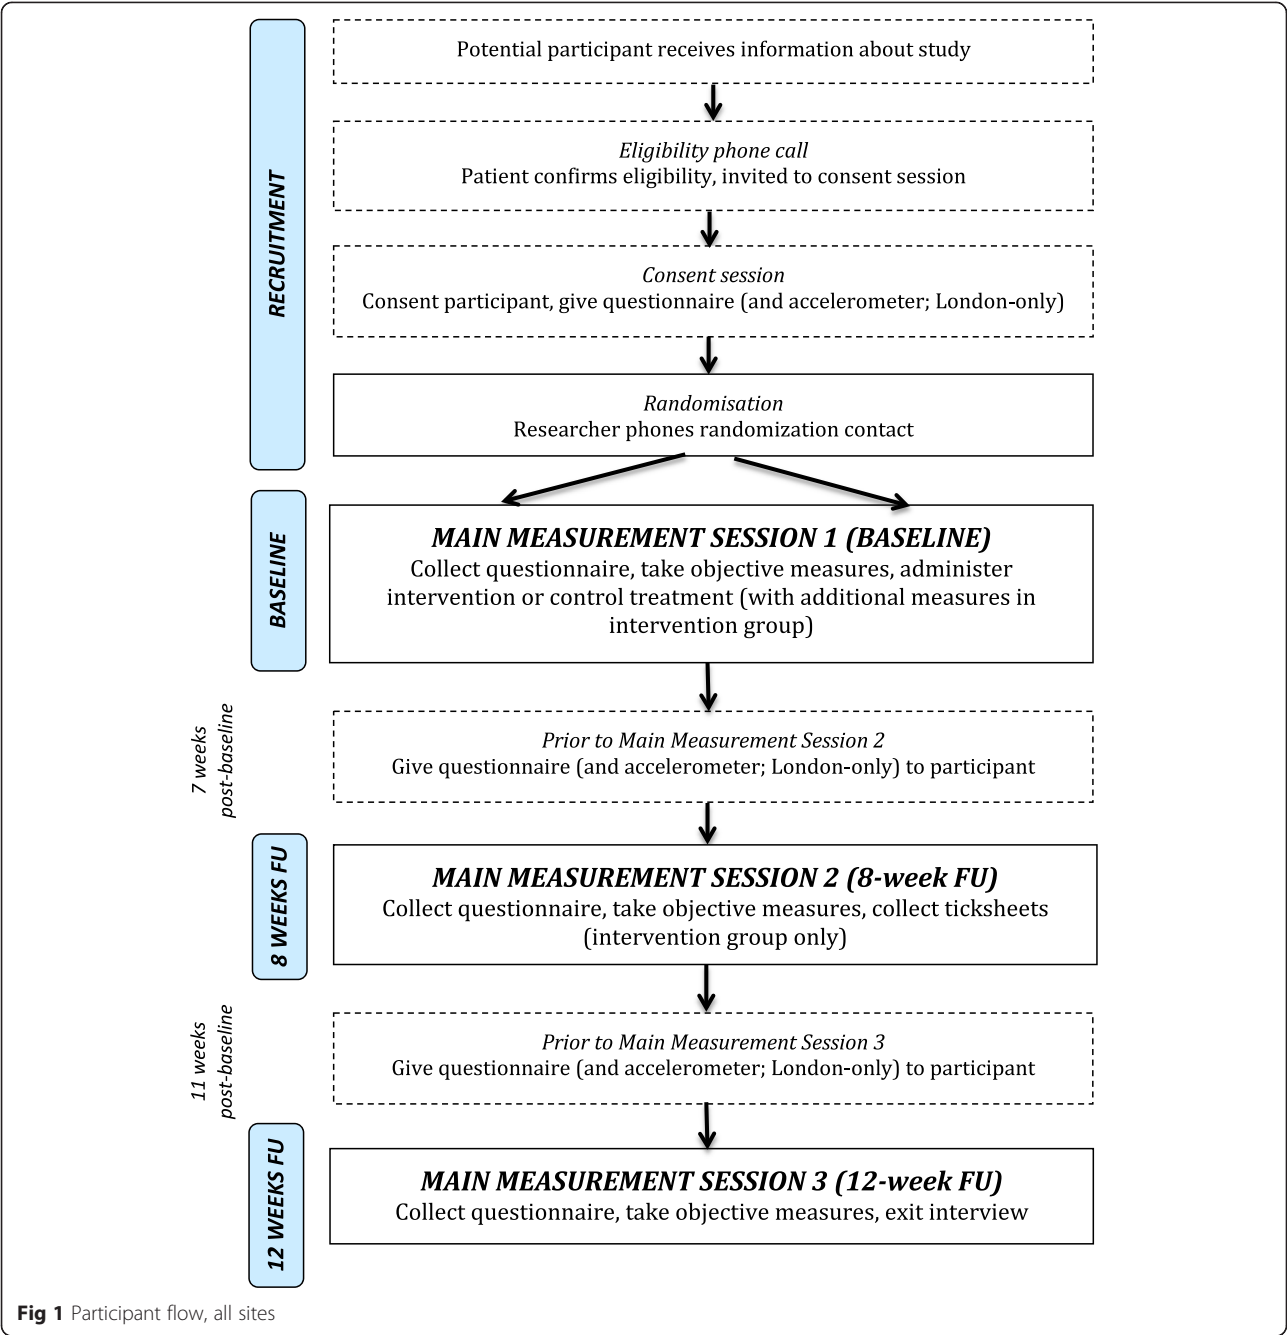 RECRUITMENT
Potential participant receives information about study
Eligibility phone call
Patient confirms eligibility, invited to consent session
Consent session
Consent participant, give questionnaire (and accelerometer; London-only)
Randomisation
Researcher phones randomization contact
BASELINE
MAIN MEASUREMENT SESSION 1 (BASELINE)
Collect questionnaire, take objective measures, administer
intervention or control treatment (with additional measures in
intervention group)
7 weeks
post-baseline
Prior to Main Measurement Session 2
Give questionnaire (and accelerometer; London-only) to participant
8 WEEKS FU
MAIN MEASUREMENT SESSION 2 (8-week FU)
Collect questionnaire, take objective measures, collect ticksheets
(intervention group only)
11 weeks
post-baseline
Prior to Main Measurement Session 3
Give questionnaire (and accelerometer; London-only) to participant
12 WEEKS FU
MAIN MEASUREMENT SESSION 3 (12-week FU)
Collect questionnaire, take objective measures, exit interview
Fig 1 Participant flow, all sites